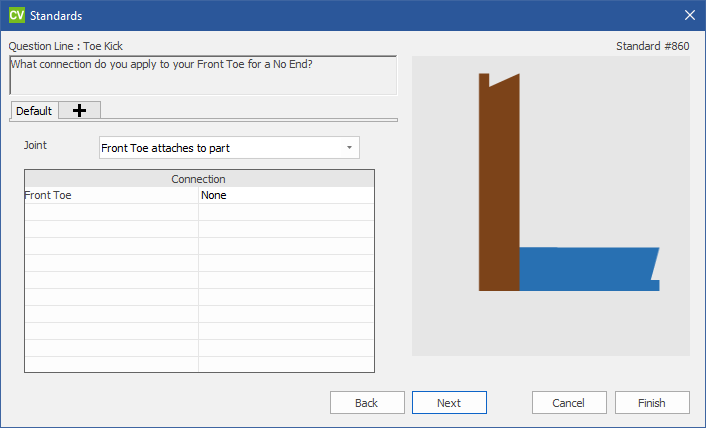 CV Standards
Question Line : Toe Kick
Standard #860
What connection do you apply to your Front Toe for a No End?
Default
Joint
Front Toe attaches to part
Connection
Front Toe None
Back Next Cancel Finish